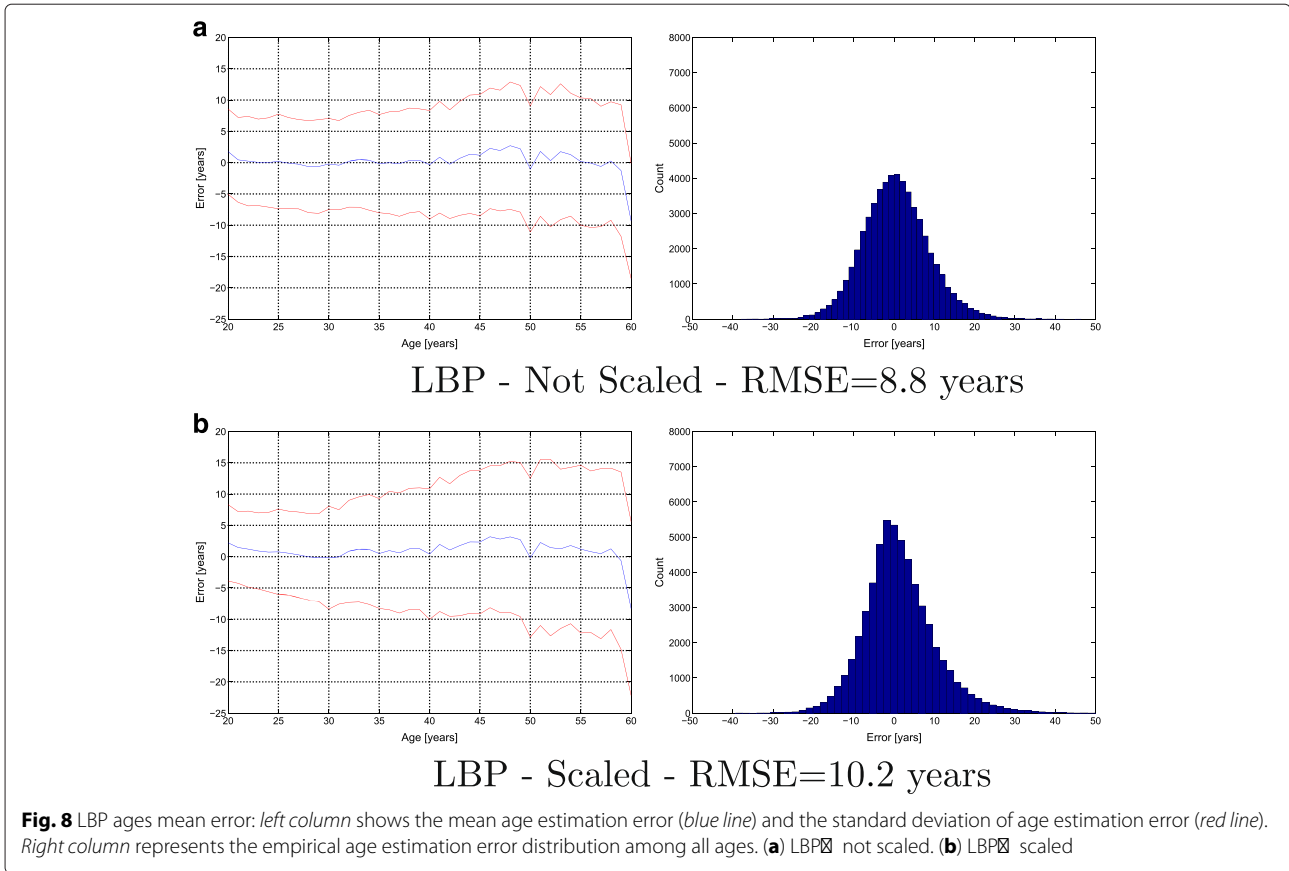 a
20
15
10
5
0
−5
−10
−15
−20
−25
20 25 30 35 40 45 50 55 60
Error [years]
Age [years]
8000
7000
6000
5000
4000
3000
2000
1000
0
−50 −40 −30 −20 −10 0 10 20 30 40 50
Count
Error [years]
LBP - Not Scaled - RMSE=8.8 years
b
20
15
10
5
0
−5
−10
−15
−20
−25
20 25 30 35 40 45 50 55 60
Error [years]
Age [years]
8000
7000
6000
5000
4000
3000
2000
1000
0
−50 −40 −30 −20 −10 0 10 20 30 40 50
Count
Error [yars]
LBP - Scaled - RMSE=10.2 years
Fig. 8 LBP ages mean error: left column shows the mean age estimation error (blue line) and the standard deviation of age estimation error (red line).
Right column represents the empirical age estimation error distribution among all ages. (a) LBP� not scaled. (b) LBP� scaled